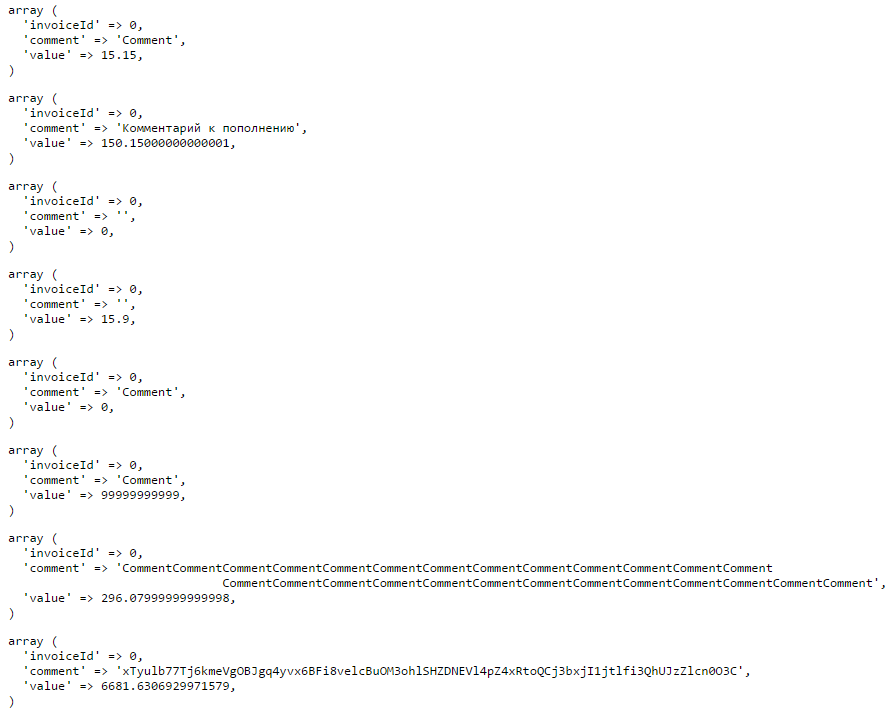 array (
  'invoiceId' => 0,
  'comment' => 'Comment',
  'value' => 15.15,
)
array (
  'invoiceId' => 0,
  'comment' => 'Комментарий к пополнению',
  'value' => 150.15000000000001,
)
array (
  'invoiceId' => 0,
  'comment' => '',
  'value' => 0,
)
array (
  'invoiceId' => 0,
  'comment' => '',
  'value' => 15.9,
)
array (
  'invoiceId' => 0,
  'comment' => 'Comment',
  'value' => 0,
)
array (
  'invoiceId' => 0,
  'comment' => 'Comment',
  'value' => 99999999999,
)
array (
  'invoiceId' => 0,
  'comment' => 'CommentCommentCommentCommentCommentCommentCommentCommentCommentCommentCommentCommentComment
                              CommentCommentCommentCommentCommentCommentCommentCommentCommentCommentCommentCommentComment',
  'value' => 296.07999999999998,
)
array (
  'invoiceId' => 0,
  'comment' => 'xTyulb77Tj6kmeVgOBJgq4yvx6BFi8velcBuOM3ohlSHZDNEVl4pZ4xRtoQCj3bxjI1jtlfi3QhUJzZlcn0O3C',
  'value' => 6681.6306929971579,
)